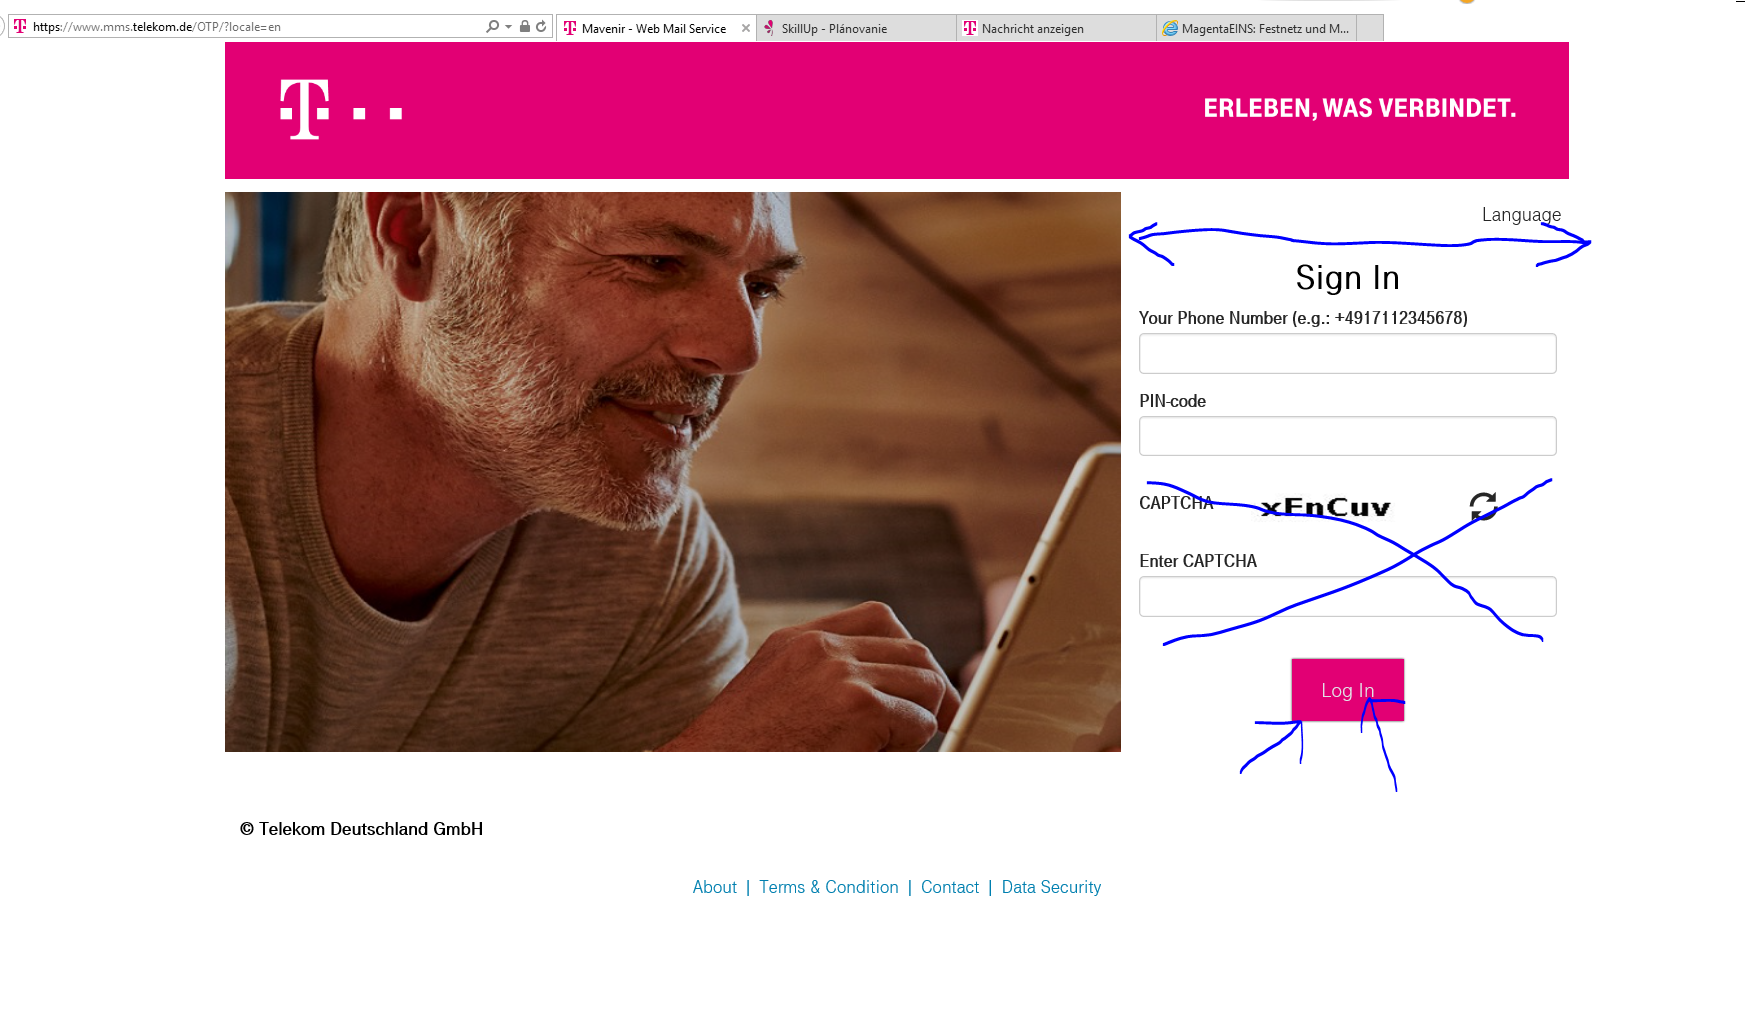 https://www.mms.telekom.de/OTP/?locale=en
Mavenir - Web Mail Service
SkillUp - Plánovanie
Nachricht anzeigen
MagentaEINS: Festnetz und M...
T
ERLEBEN, WAS VERBINDET.
Language
Sign In
Your Phone Number (e.g.: +4917112345678)
PIN-code
CAPTCHA xEnCuv
Enter CAPTCHA
Log In
© Telekom Deutschland GmbH
About | Terms & Condition | Contact | Data Security